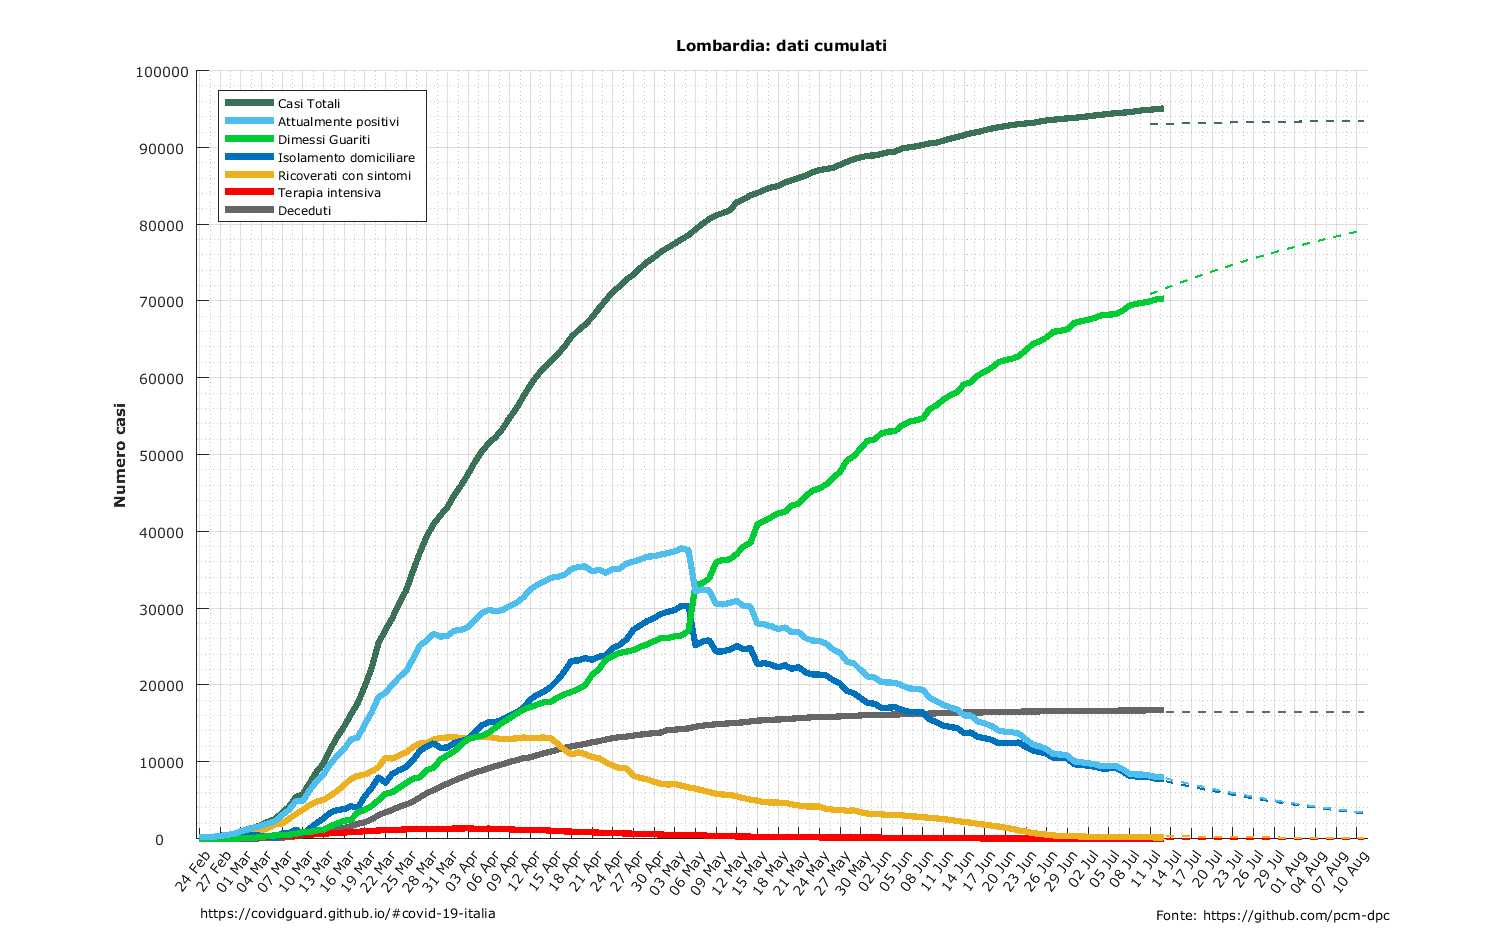 Lombardia: dati cumulati
Numero casi
100000
90000
80000
70000
60000
50000
40000
30000
20000
10000
0
Casi Totali
Attualmente positivi
Dimessi Guariti
Isolamento domiciliare
Ricoverati con sintomi
Terapia intensiva
Deceduti
24 Feb
27 Feb
01 Mar
04 Mar
07 Mar
10 Mar
13 Mar
16 Mar
19 Mar
22 Mar
25 Mar
28 Mar
31 Mar
03 Apr
06 Apr
09 Apr
12 Apr
15 Apr
18 Apr
21 Apr
24 Apr
27 Apr
30 Apr
03 May
06 May
09 May
12 May
15 May
18 May
21 May
24 May
27 May
30 May
02 Jun
05 Jun
08 Jun
11 Jun
14 Jun
17 Jun
20 Jun
23 Jun
26 Jun
29 Jun
02 Jul
05 Jul
08 Jul
11 Jul
14 Jul
17 Jul
20 Jul
23 Jul
26 Jul
29 Jul
01 Aug
04 Aug
07 Aug
10 Aug
https://covidguard.github.io/#covid-19-italia
Fonte: https://github.com/pcm-dpc